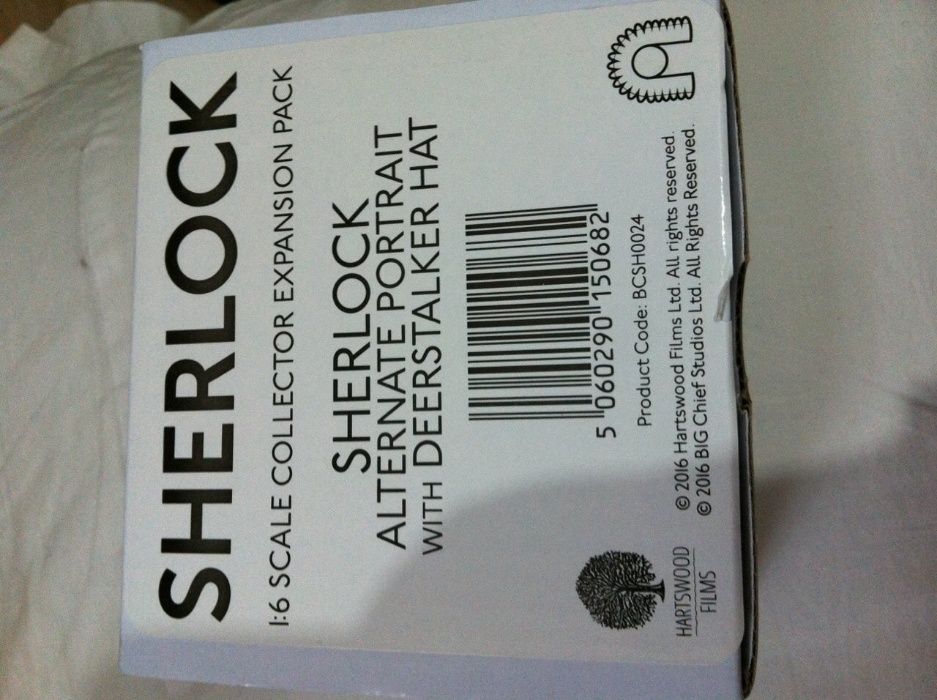 SHERLOCK
1:6 SCALE COLLECTOR EXPANSION PACK
SHERLOCK
ALTERNATE PORTRAIT
WITH DEERSTALKER HAT
5 060290 150682
Product Code: BCSH0024
© 2016 Hartswood Films Ltd. All rights reserved.
© 2016 BIG Chief Studios Ltd. All Rights Reserved.
HARTSWOOD
FILMS